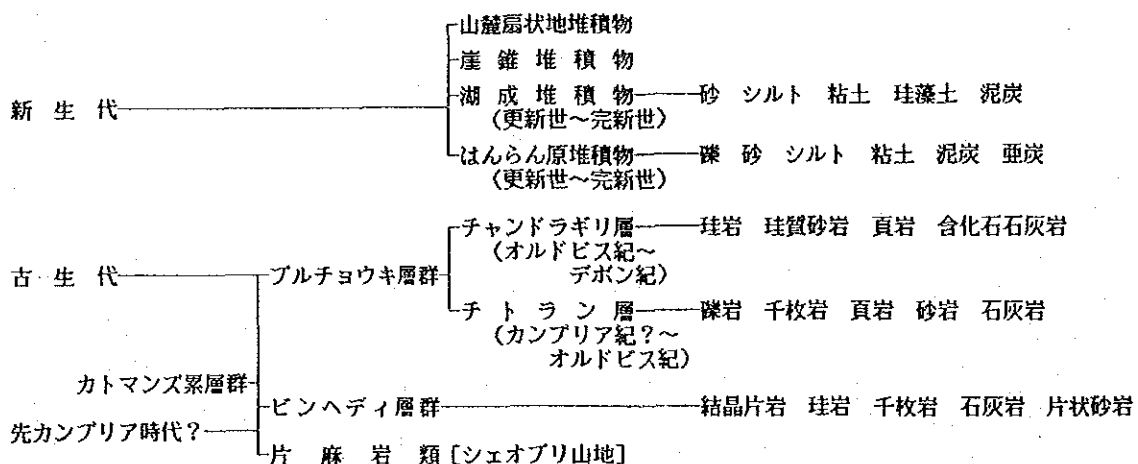 山麓扇状地堆積物
崖錐堆積物
新生代 湖成堆積物 砂 シルト 粘土 珪藻土 泥炭
(更新世～完新世)
はんらん原堆積物 礫 砂 シルト 粘土 泥炭 亜炭
(更新世～完新世)
チャンドラギリ層 珪岩 珪質砂岩 頁岩 含化石石灰岩
(オルドビス紀～
古生代 プルチョウキ層群 デボン紀)
チトラン層 礫岩 千枚岩 頁岩 砂岩 石灰岩
(カンブリア紀？～
オルドビス紀)
カトマンズ累層群
ビンヘディ層群 結晶片岩 珪岩 千枚岩 石灰岩 片状砂岩
先カンブリア時代？
片麻岩類[シェオプリ山地]